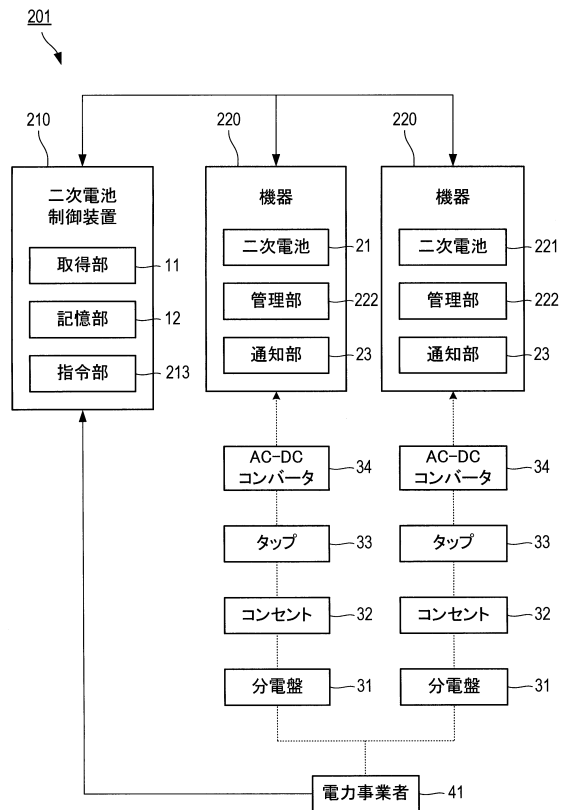 201
210
220
220
二次電池
制御装置
取得部
11
記憶部
12
指令部
213
機器
二次電池
21
管理部
222
通知部
23
機器
二次電池
221
管理部
222
通知部
23
AC-DC
コンバータ
34
AC-DC
コンバータ
34
タップ
33
タップ
33
コンセント
32
コンセント
32
分電盤
31
分電盤
31
電力事業者
41